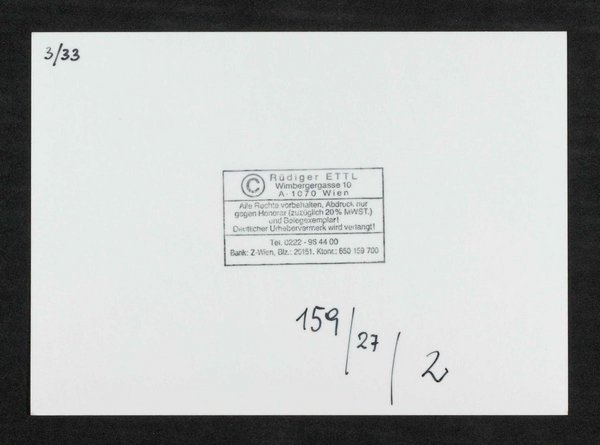 3/33
© Rüdiger ETTL
Wimbergergasse 10
A-1070 Wien
Alle Rechte vorbehalten, Abdruck nur
gegen Honorar (zuzüglich 20% MWST.)
und Belegexemplar!
Deutlicher Urhebervermerk wird verlangt!
Tel. 0222 - 98 44 00
Bank: Z-Wien, Blz.: 20151. Ktonr.: 650 159 700
159/27/2